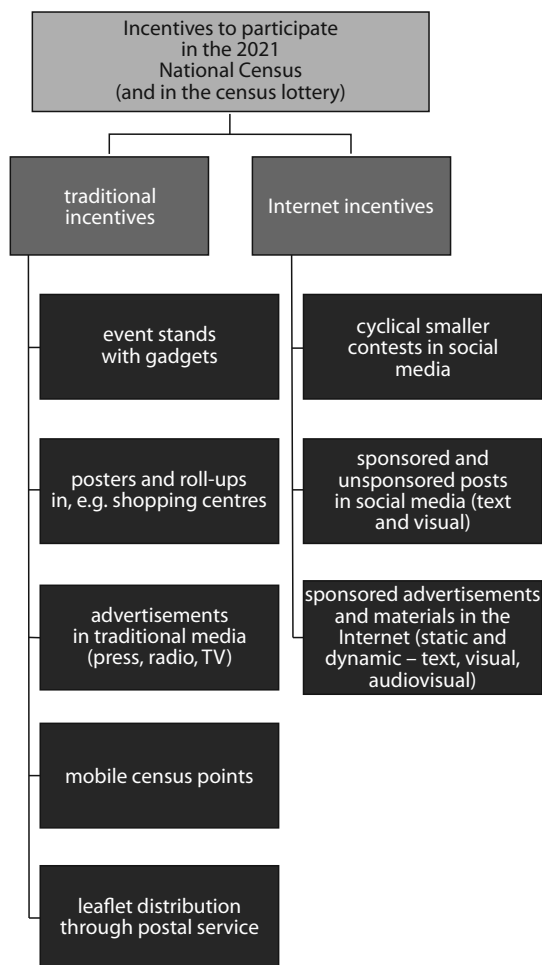 Incentives to participate
in the 2021
National Census
(and in the census lottery)
traditional
incentives
Internet incentives
event stands
with gadgets
posters and roll-ups
in, e.g. shopping centres
advertisements
in traditional media
(press, radio, TV)
mobile census points
leaflet distribution
through postal service
cyclical smaller
contests in social
media
sponsored and
unsponsored posts
in social media (text
and visual)
sponsored advertisements
and materials in the
Internet (static and
dynamic – text, visual,
audiovisual)